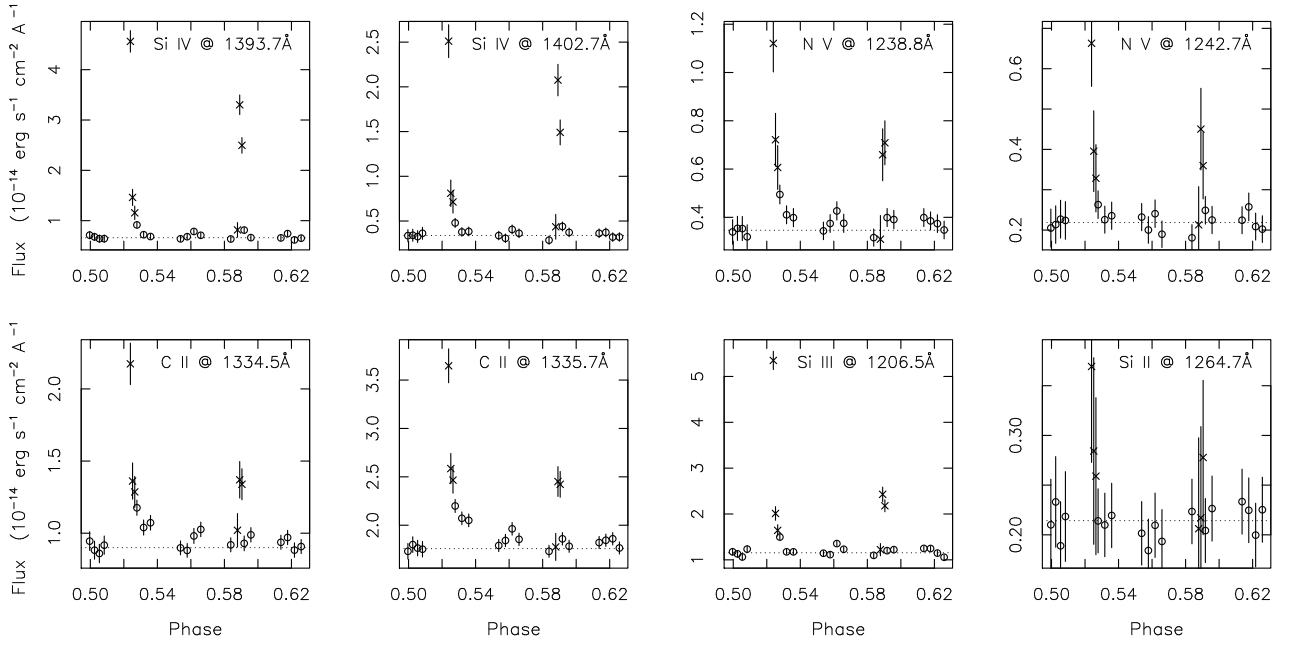 Flux (10⁻¹⁴ erg s⁻¹ cm⁻² A⁻¹
Si IV @ 1393.7Å
1
2
3
4
0.50 0.54 0.58 0.62
Si IV @ 1402.7Å
0.5 1.0 1.5 2.0 2.5
0.50 0.54 0.58 0.62
N V @ 1238.8Å
0.4 0.6 0.8 1.0 1.2
0.50 0.54 0.58 0.62
N V @ 1242.7Å
0.2 0.4 0.6
0.50 0.54 0.58 0.62
Flux (10⁻¹⁴ erg s⁻¹ cm⁻² A⁻¹
C II @ 1334.5Å
1.0 1.5 2.0
0.50 0.54 0.58 0.62
Phase
C II @ 1335.7Å
2.0 2.5 3.0 3.5
0.50 0.54 0.58 0.62
Phase
Si III @ 1206.5Å
1 2 3 4 5
0.50 0.54 0.58 0.62
Phase
Si II @ 1264.7Å
0.20 0.30
0.50 0.54 0.58 0.62
Phase